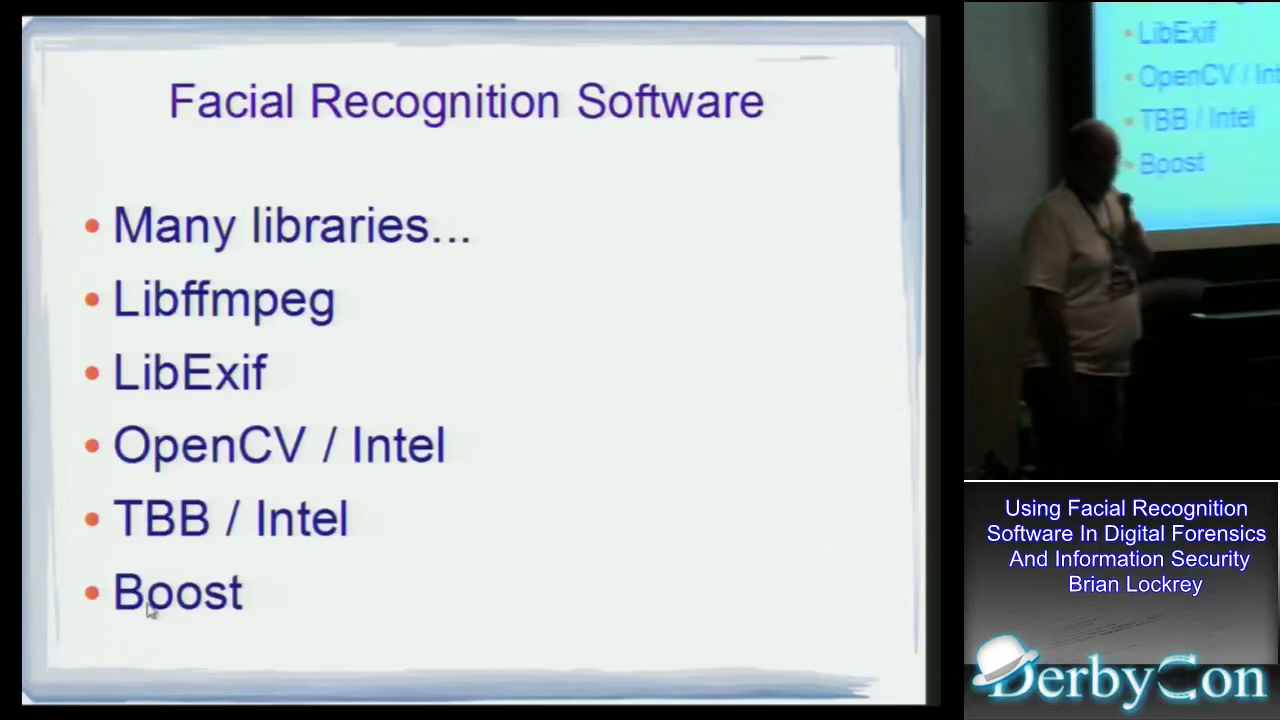 Facial Recognition Software
Many libraries...
Libffmpeg
LibExif
OpenCV / Intel
TBB / Intel
Boost
LibExif
OpenCV / Int
TBB / Intel
Boost
Using Facial Recognition
Software In Digital Forensics
And Information Security
Brian Lockrey
DerbyCon